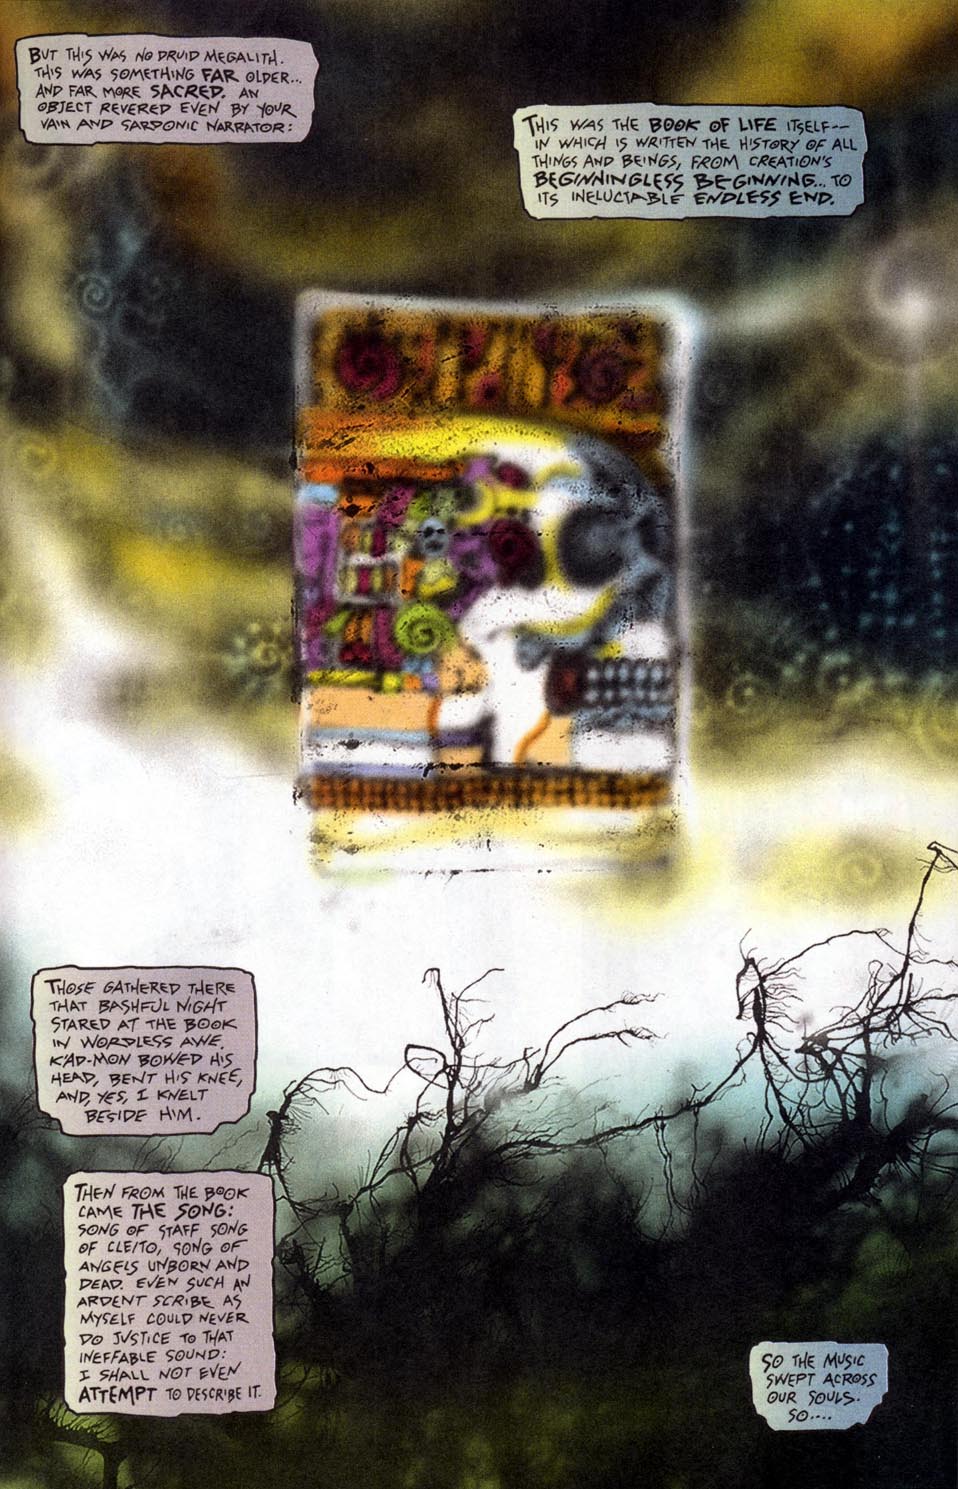 BUT THIS WAS NO DRUID MEGALITH.
THIS WAS SOMETHING FAR OLDER...
AND FAR MORE SACRED. AN
OBJECT REVERED EVEN BY YOUR
VAIN AND SARDONIC NARRATOR:
THIS WAS THE BOOK OF LIFE ITSELF--
IN WHICH IS WRITTEN THE HISTORY OF ALL
THINGS AND BEINGS, FROM CREATION'S
BEGINNINGLESS BEGINNING... TO
ITS INELUCTABLE ENDLESS END.
THOSE GATHERED THERE
THAT BASHFUL NIGHT
STARED AT THE BOOK
IN WORDLESS AWE.
K'AD-MON BOWED HIS
HEAD, BENT HIS KNEE,
AND, YES, I KNELT
BESIDE HIM.
THEN FROM THE BOOK
CAME THE SONG:
SONG OF STAFF SONG
OF CLEITO, SONG OF
ANGELS UNBORN AND
DEAD. EVEN SUCH AN
ARDENT SCRIBE AS
MYSELF COULD NEVER
DO JUSTICE TO THAT
INEFFABLE SOUND:
I SHALL NOT EVEN
ATTEMPT TO DESCRIBE IT.
SO THE MUSIC
SWEPT ACROSS
OUR SOULS.
SO....